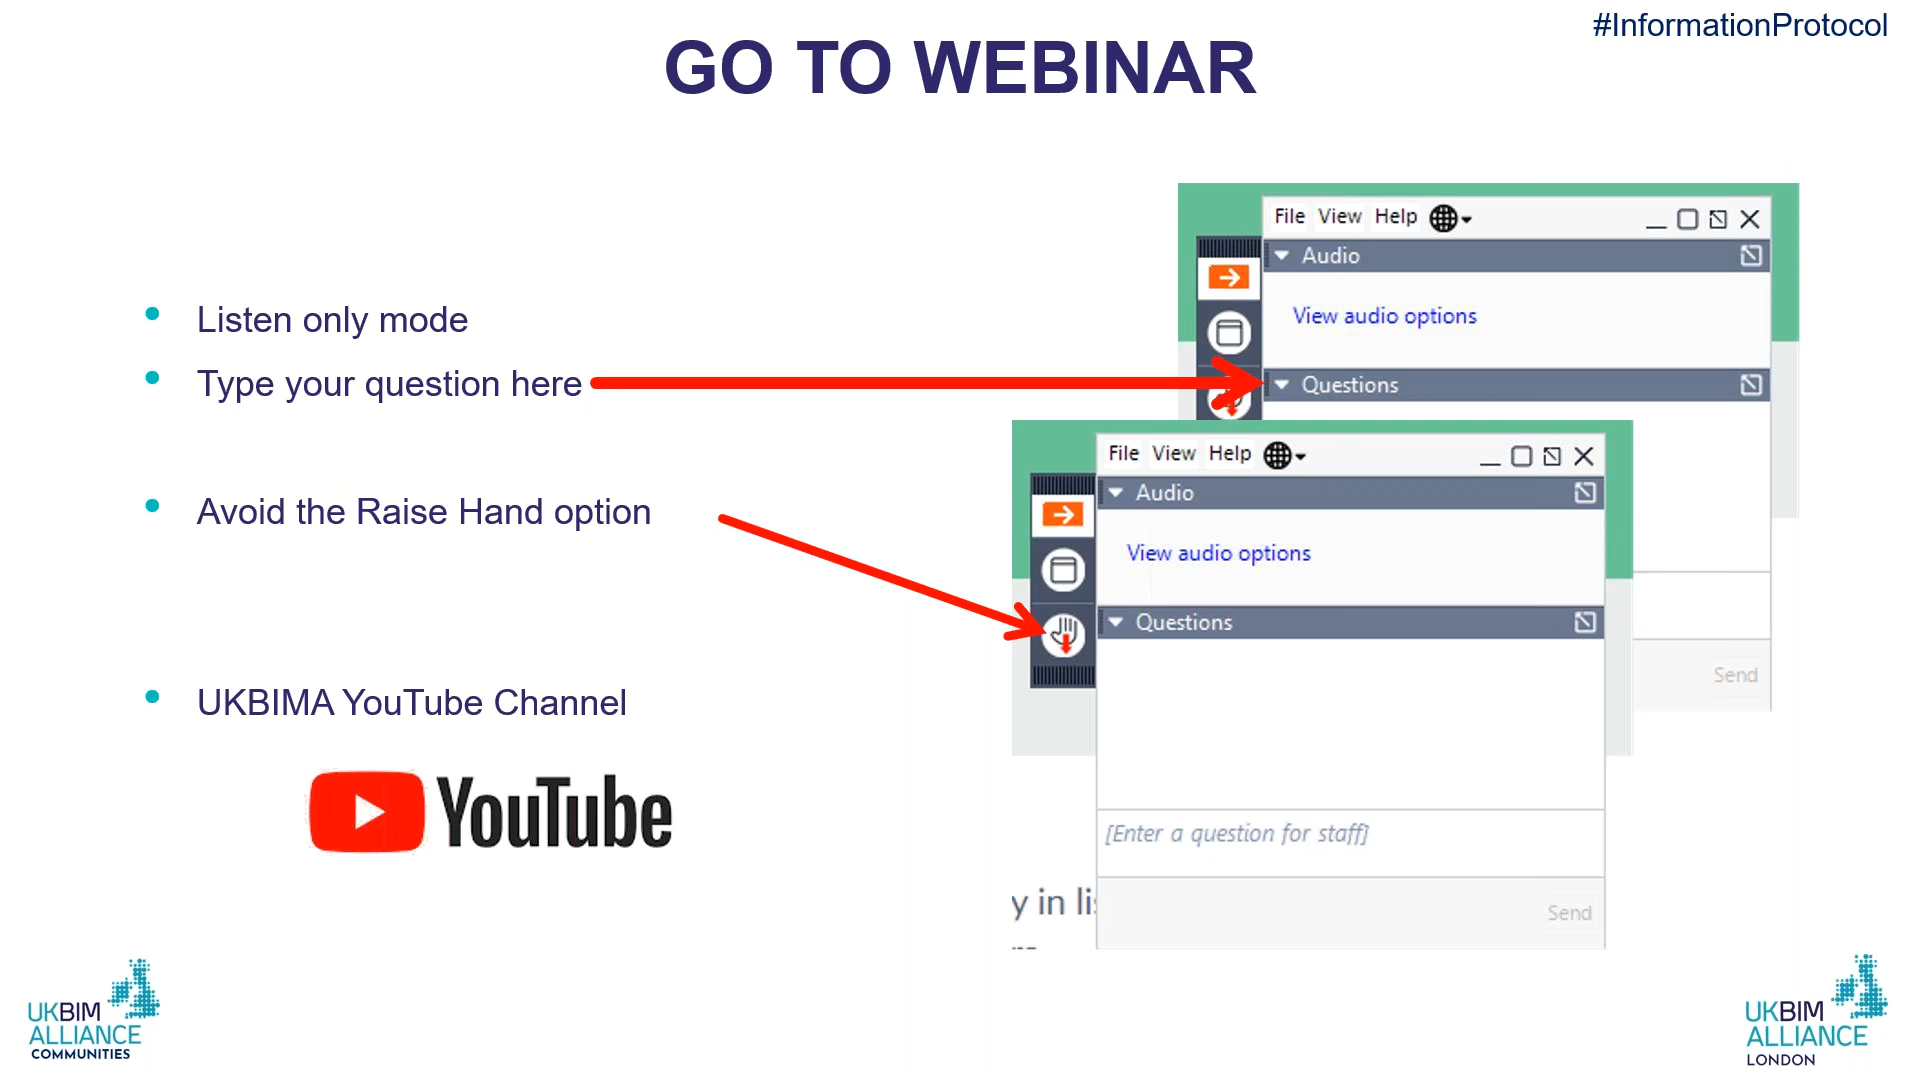 #InformationProtocol
GO TO WEBINAR
File View Help
Audio
View audio options
Questions
Send
• Listen only mode
• Type your question here
• Avoid the Raise Hand option
• UKBIMA YouTube Channel
YouTube
File View Help
Audio
View audio options
Questions
[Enter a question for staff]
Send
y in li
UKBIM
ALLIANCE
COMMUNITIES
UKBIM
ALLIANCE
LONDON